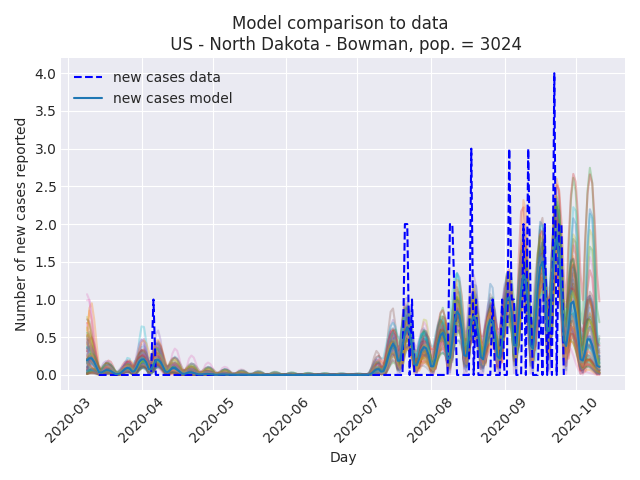 Model comparison to data
US - North Dakota - Bowman, pop. = 3024
new cases data
new cases model
Number of new cases reported
4.0
3.5
3.0
2.5
2.0
1.5
1.0
0.5
0.0
2020-03
2020-04
2020-05
2020-06
2020-07
2020-08
2020-09
2020-10
Day